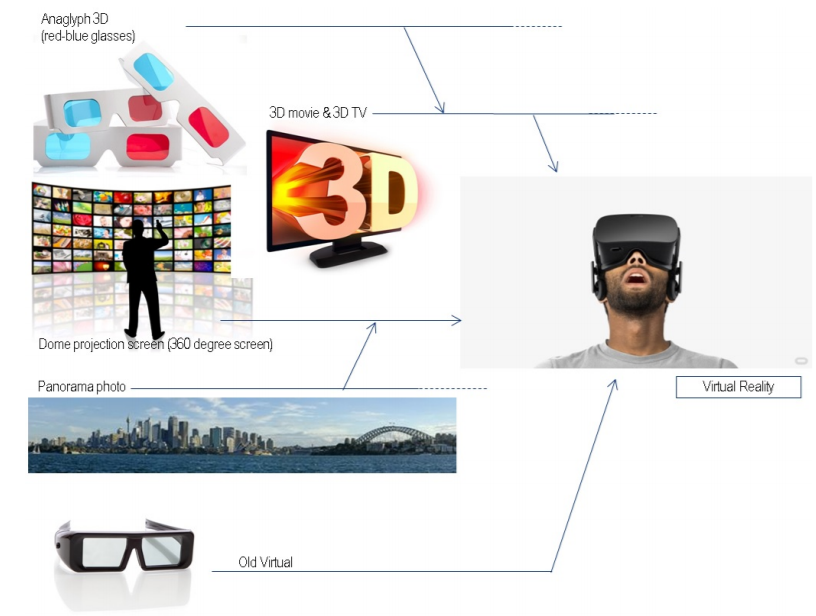 Anaglyph 3D
(red-blue glasses)
3D movie & 3D TV
3D
Dome projection screen (360 degree screen)
Panorama photo
Virtual Reality
Old Virtual